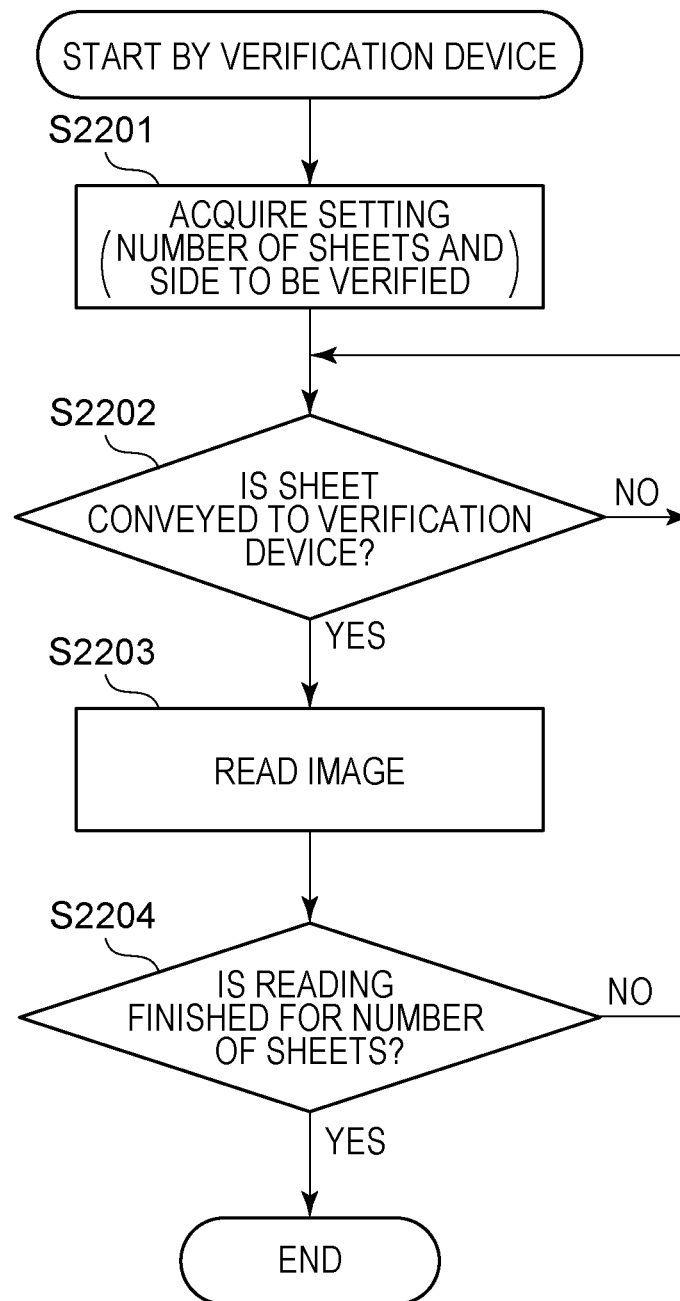 START BY VERIFICATION DEVICE
S2201
ACQUIRE SETTING
(NUMBER OF SHEETS AND
SIDE TO BE VERIFIED)
S2202
IS SHEET
CONVEYED TO VERIFICATION
DEVICE?
NO
YES
S2203
READ IMAGE
S2204
IS READING
FINISHED FOR NUMBER
OF SHEETS?
NO
YES
END